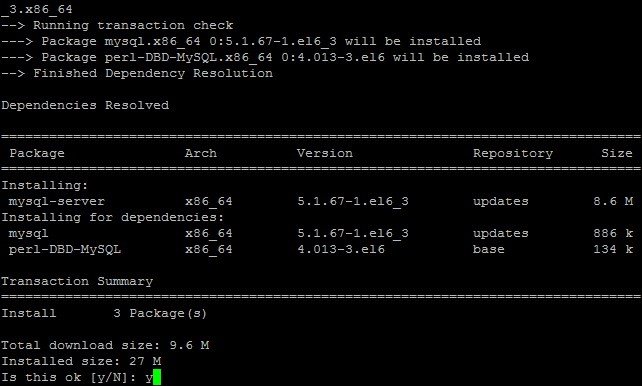 _3.x86_64
--> Running transaction check
---> Package mysql.x86_64 0:5.1.67-1.el6_3 will be installed
---> Package perl-DBD-MySQL.x86_64 0:4.013-3.el6 will be installed
--> Finished Dependency Resolution
Dependencies Resolved
================================================================================
Package Arch Version Repository Size
================================================================================
Installing:
mysql-server x86_64 5.1.67-1.el6_3 updates 8.6 M
Installing for dependencies:
mysql x86_64 5.1.67-1.el6_3 updates 886 k
perl-DBD-MySQL x86_64 4.013-3.el6 base 134 k
Transaction Summary
================================================================================
Install 3 Package(s)
Total download size: 9.6 M
Installed size: 27 M
Is this ok [y/N]: y